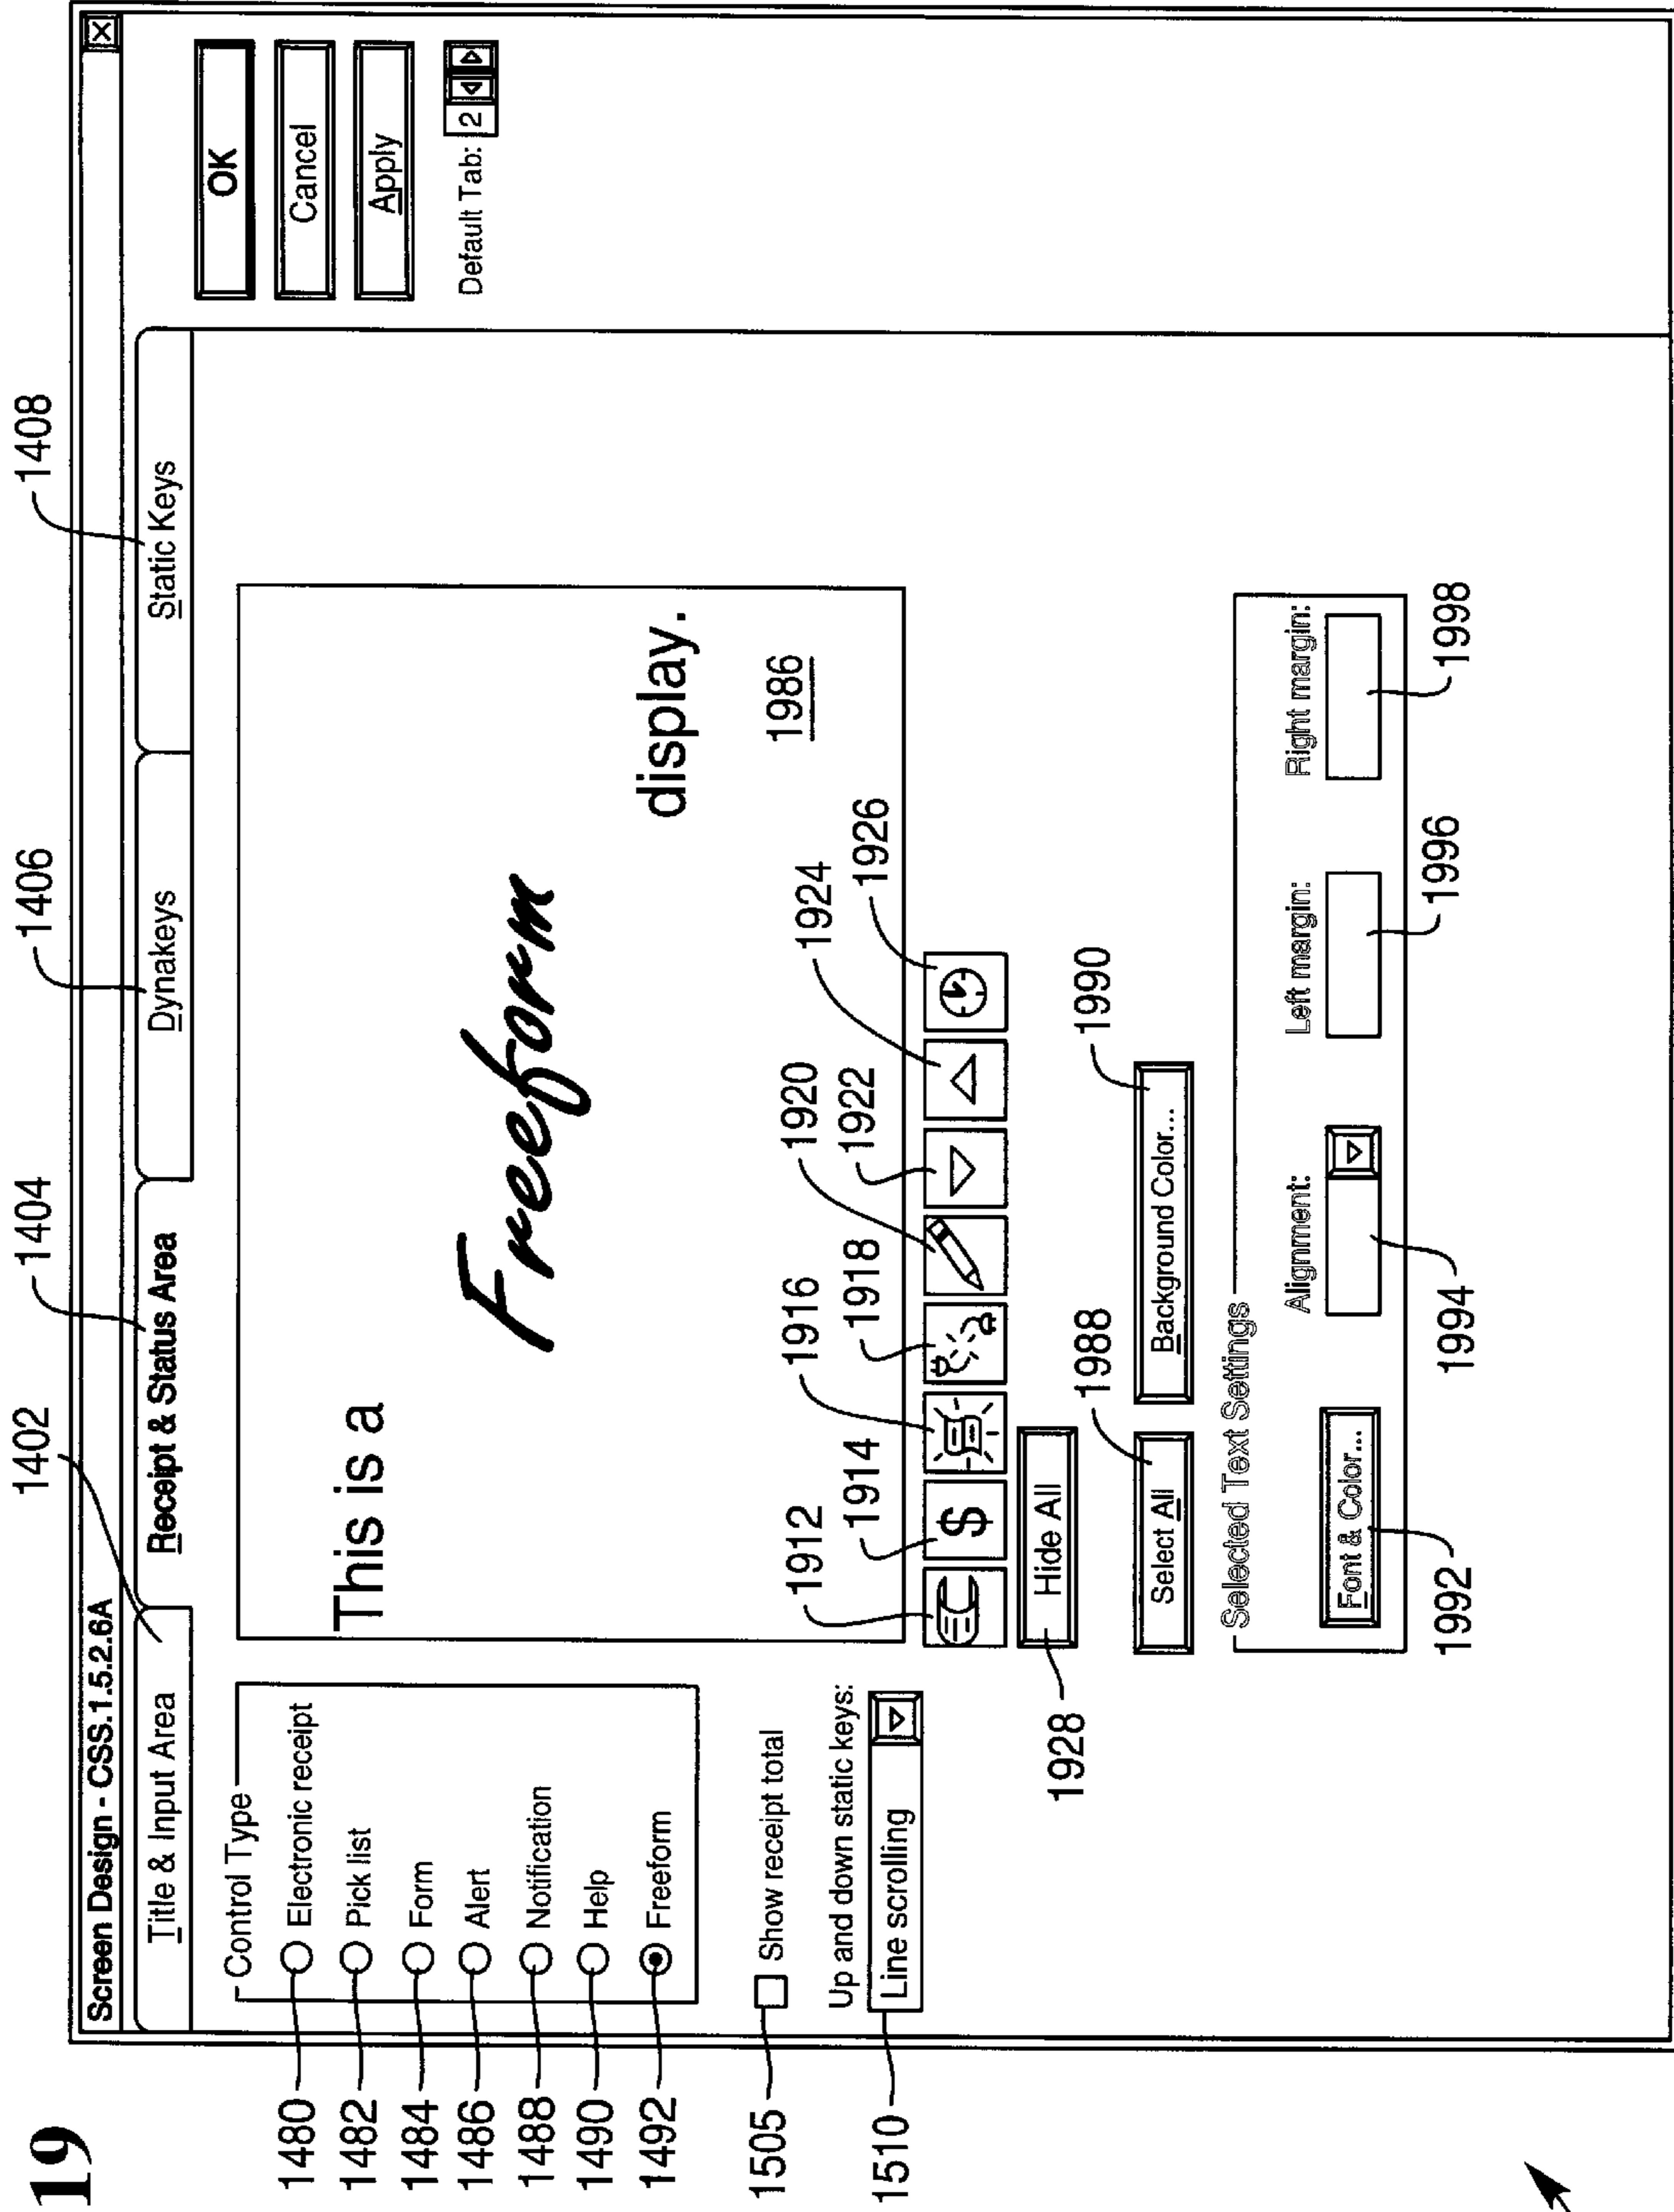 19
1402
1404
1406
1408
Screen Design - CSS.1.5.2.6A
Title & Input Area
Receipt & Status Area
Dynakeys
Static Keys
OK
Cancel
Apply
Default Tab: 2
Control Type
1480
Electronic receipt
1482
Pick list
1484
Form
1486
Alert
1488
Notification
1490
Help
1492
Freeform
1505
Show receipt total
Up and down static keys:
1510
Line scrolling
This is a
Freeform
display.
1986
1912
1914
1916
1918
1920
1922
1924
1926
$
1928
Hide All
1988
1990
Select All
Background Color...
Selected Text Settings
Font & Color...
Alignment:
Left margin:
Right margin:
1992
1994
1996
1998